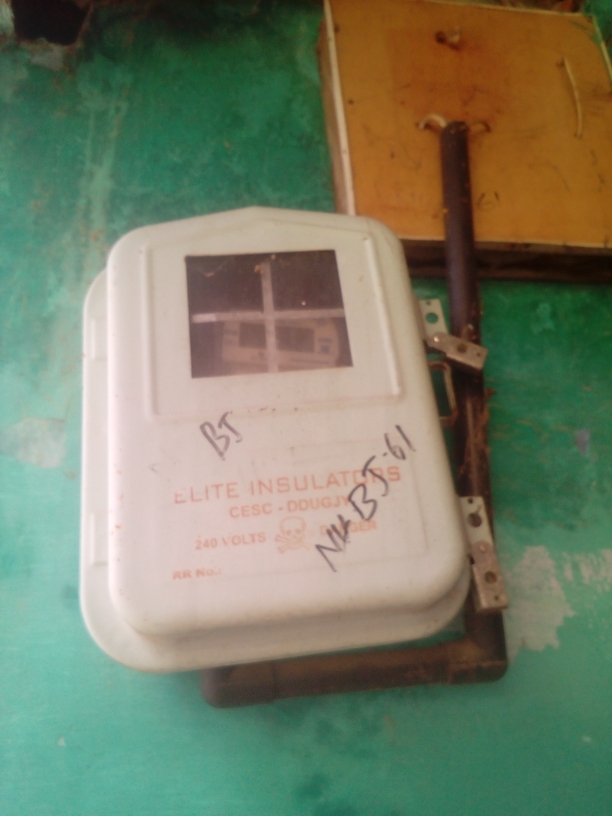 BJ
ELITE INSULATORS
CESC - DDUGJY
240 VOLTS DANGER
NKBJ-61
RR No.: